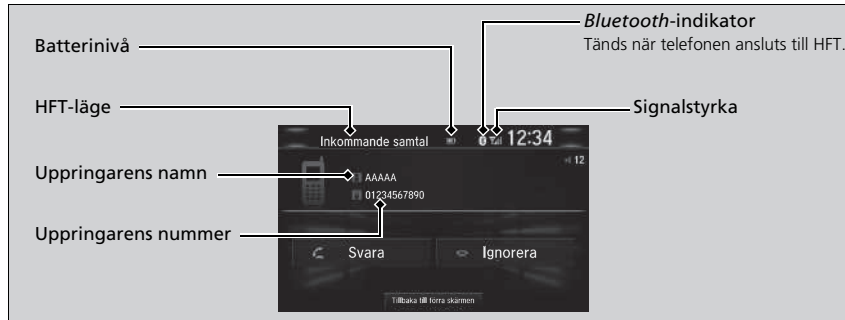 Bluetooth-indikator
Tänds när telefonen ansluts till HFT.
Batterinivå
HFT-läge
Signalstyrka
Inkommande samtal 12:34
12
Uppringarens namn
AAAAA
01234567890
Uppringarens nummer
Svara Ignorera
Tillbaka till förra skärmen